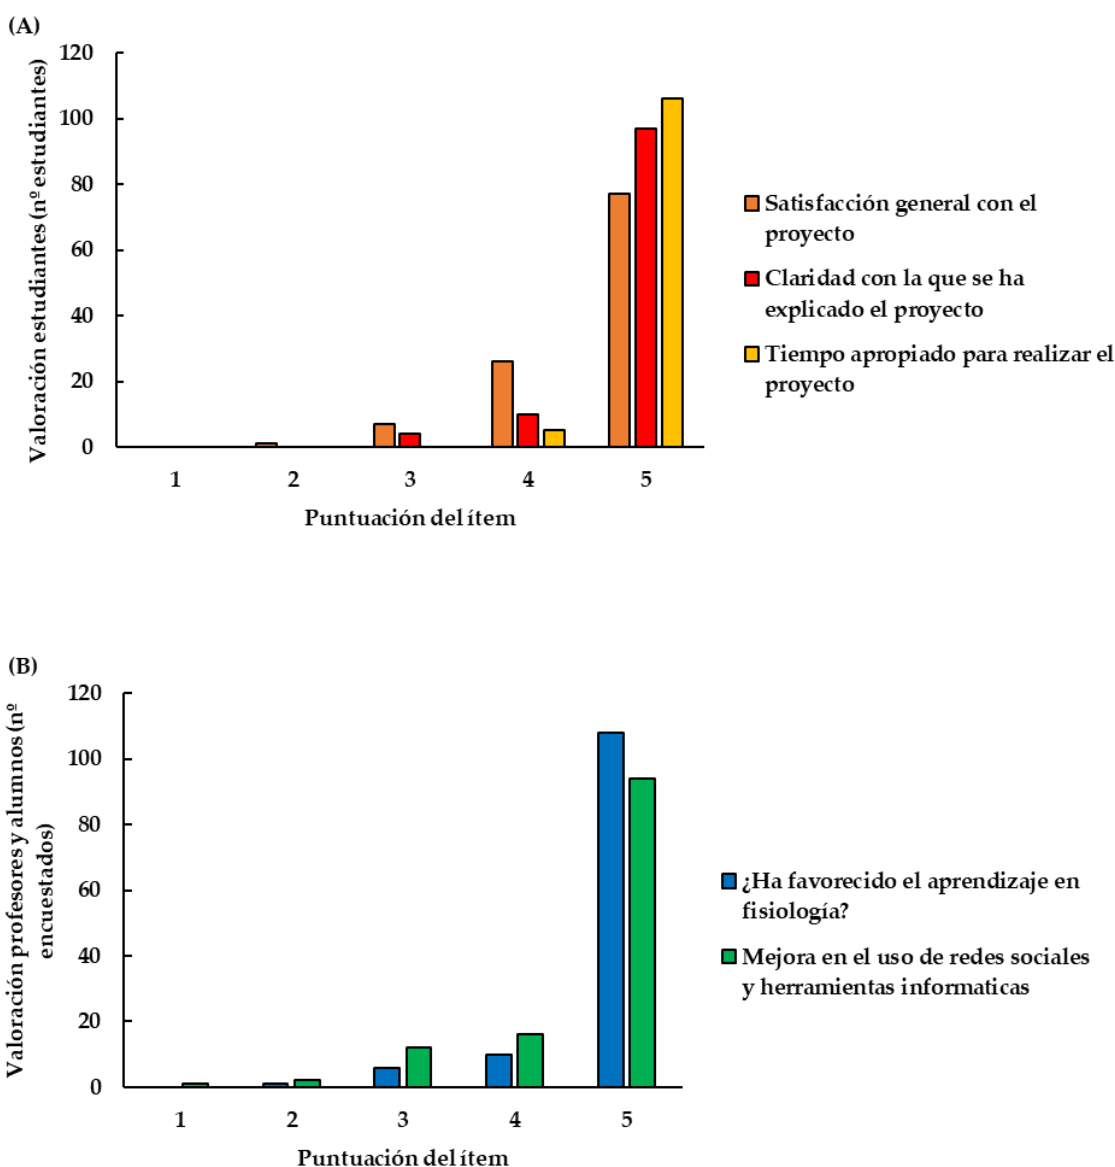 (A)
120
100
80
60
40
20
0
Valoración estudiantes (nº estudiantes)
1 2 3 4 5
Puntuación del ítem
Satisfacción general con el
proyecto
Claridad con la que se ha
explicado el proyecto
Tiempo apropiado para realizar el
proyecto
(B)
120
100
80
60
40
20
0
Valoración profesores y alumnos (nº
encuestados)
1 2 3 4 5
Puntuación del ítem
¿Ha favorecido el aprendizaje en
fisiología?
Mejora en el uso de redes sociales
y herramientas informaticas